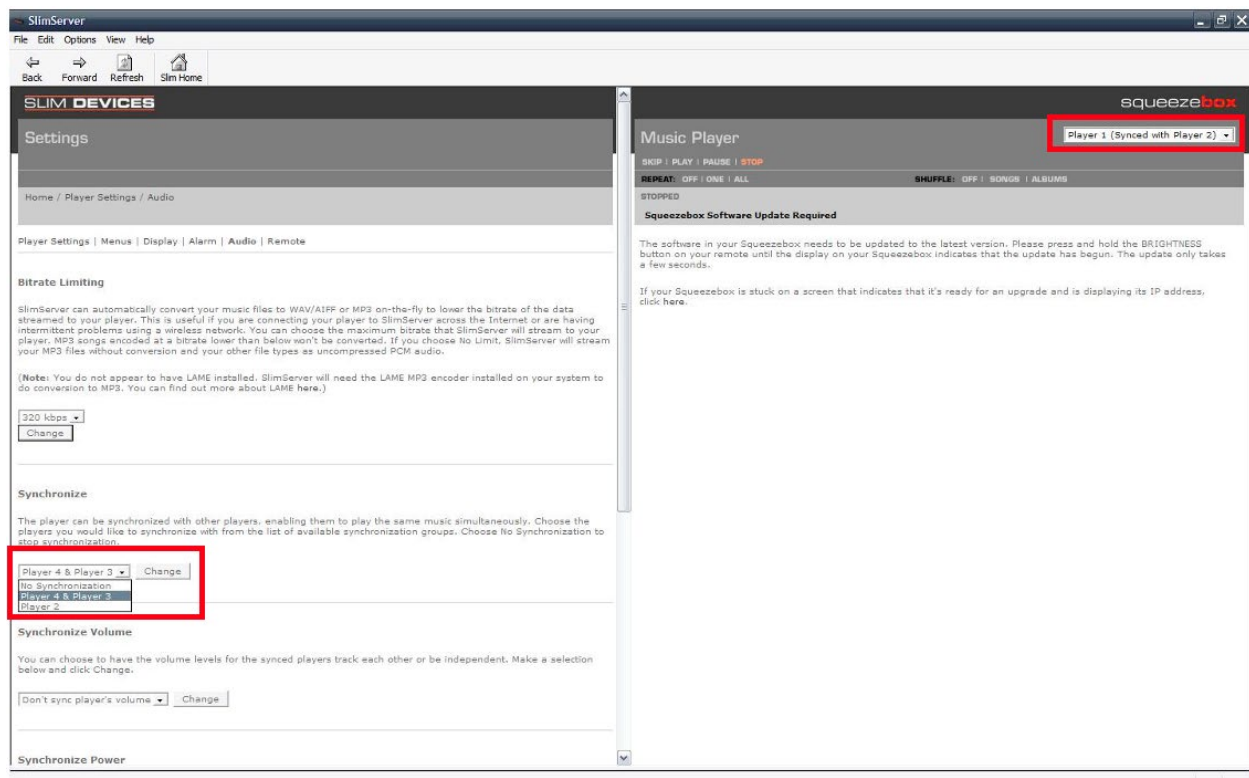 SlimServer
File Edit Options View Help
Back Forward Refresh Slim Home
SLIM DEVICES
Settings
Home / Player Settings / Audio
Player Settings | Menus | Display | Alarm | Audio | Remote
Bitrate Limiting
SlimServer can automatically convert your music files to WAV/AIFF or MP3 on-the-fly to lower the bitrate of the data
streamed to your player. This is useful if you are connecting your player to SlimServer across the Internet or are having
intermittent problems using a wireless network. You can choose the maximum bitrate that SlimServer will stream to your
player. MP3 songs encoded at a bitrate lower than below won't be converted. If you choose No Limit, SlimServer will stream
your MP3 files without conversion and your other file types as uncompressed PCM audio.
(Note: You do not appear to have LAME installed. SlimServer will need the LAME MP3 encoder installed on your system to
do conversion to MP3. You can find out more about LAME here.)
320 kbps
Change
Synchronize
The player can be synchronized with other players, enabling them to play the same music simultaneously. Choose the
players you would like to synchronize with from the list of available synchronization groups. Choose No Synchronization to
stop synchronization.
Player 4 & Player 3 Change
No Synchronization
Player 4 & Player 3
Player 2
Synchronize Volume
You can choose to have the volume levels for the synced players track each other or be independent. Make a selection
below and click Change.
Don't sync player's volume Change
Synchronize Power
squeezebox
Music Player
Player 1 (Synced with Player 2)
SKIP | PLAY | PAUSE | STOP
REPEAT: OFF | ONE | ALL SHUFFLE: OFF | SONGS | ALBUMS
STOPPED
Squeezebox Software Update Required
The software in your Squeezebox needs to be updated to the latest version. Please press and hold the BRIGHTNESS
button on your remote until the display on your Squeezebox indicates that the update has begun. The update only takes
a few seconds.
If your Squeezebox is stuck on a screen that indicates that it's ready for an upgrade and is displaying its IP address,
click here.